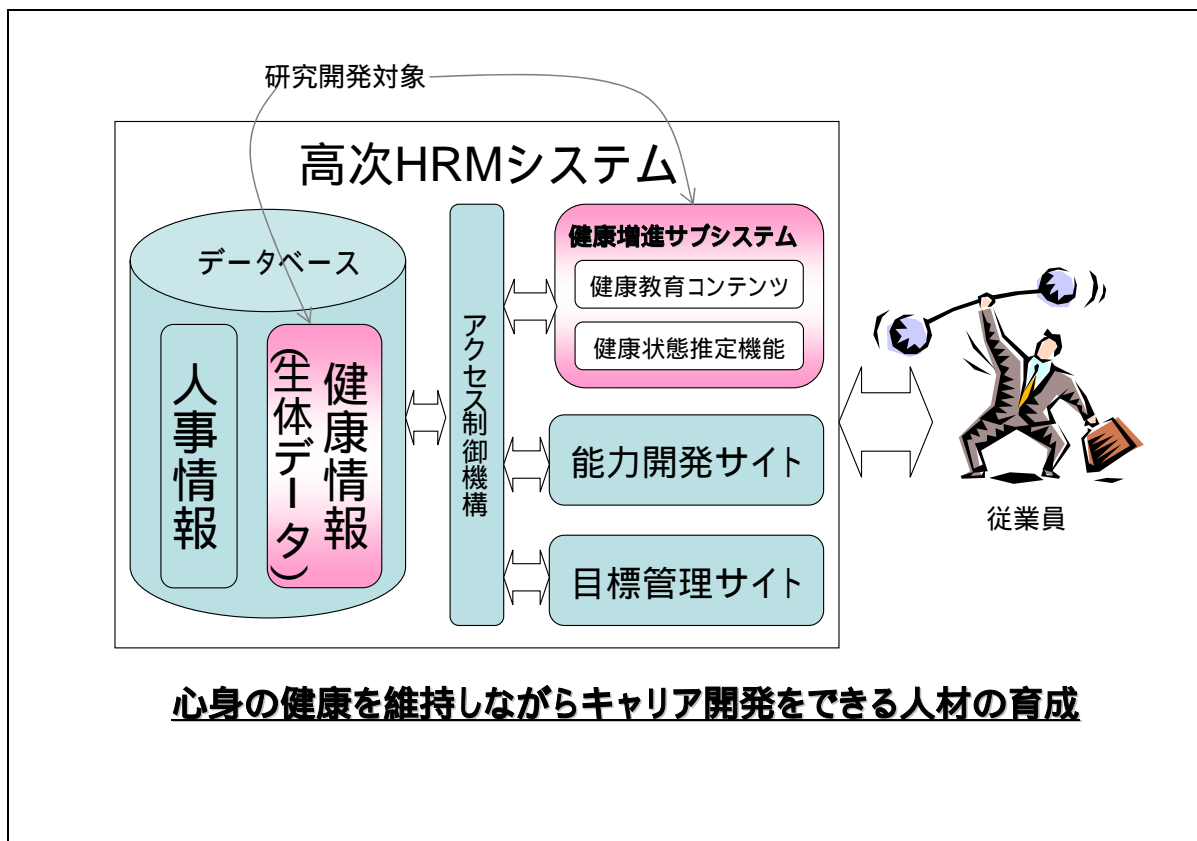 研究開発対象
高次HRMシステム
データベース
人事情報
健康情報
(生体データ)
アクセス制御機構
健康増進サブシステム
健康教育コンテンツ
健康状態推定機能
能力開発サイト
目標管理サイト
従業員
心身の健康を維持しながらキャリア開発をできる人材の育成